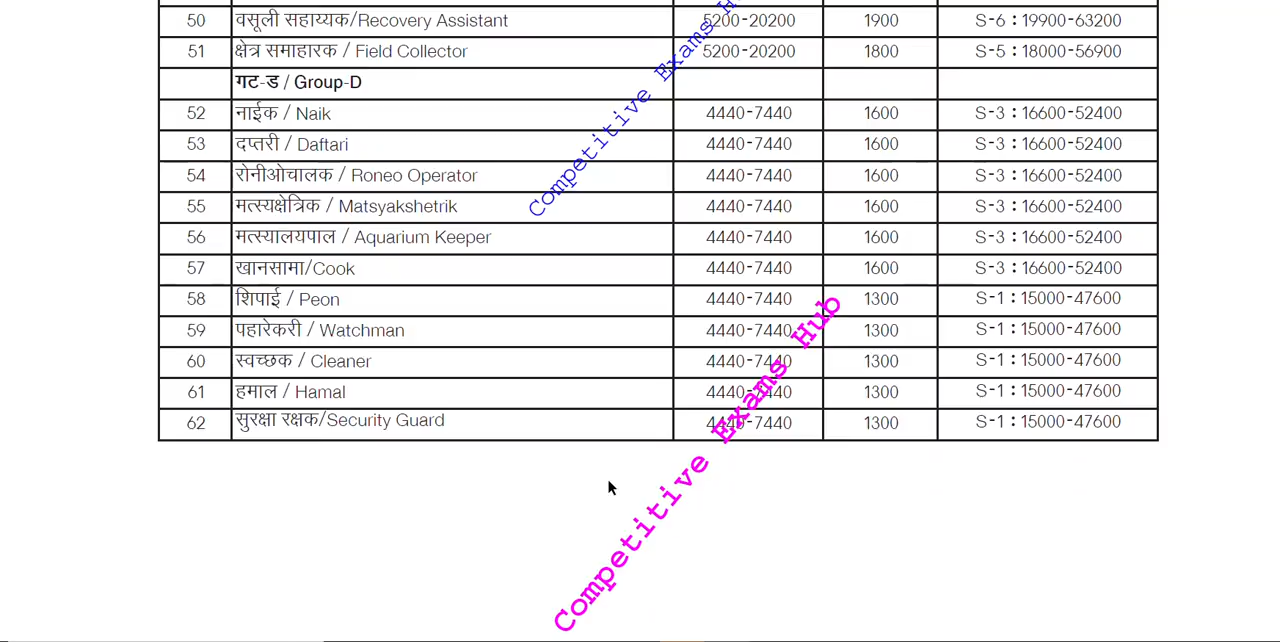 50 वसूली सहाय्यक/Recovery Assistant 5200-20200 1900 S-6 : 19900-63200
51 क्षेत्र समाहारक / Field Collector 5200-20200 1800 S-5 : 18000-56900
गट-ड / Group-D
52 नाईक / Naik 4440-7440 1600 S-3 : 16600-52400
53 दप्तरी / Daftari 4440-7440 1600 S-3 : 16600-52400
54 रोनीओचालक / Roneo Operator 4440-7440 1600 S-3 : 16600-52400
55 मत्स्यक्षेत्रिक / Matsyakshetrik 4440-7440 1600 S-3 : 16600-52400
56 मत्स्यालयपाल / Aquarium Keeper 4440-7440 1600 S-3 : 16600-52400
57 खानसामा/Cook 4440-7440 1600 S-3 : 16600-52400
58 शिपाई / Peon 4440-7440 1300 S-1 : 15000-47600
59 पहारेकरी / Watchman 4440-7440 1300 S-1 : 15000-47600
60 स्वच्छक / Cleaner 4440-7440 1300 S-1 : 15000-47600
61 हमाल / Hamal 4440-7440 1300 S-1 : 15000-47600
62 सुरक्षा रक्षक/Security Guard 4440-7440 1300 S-1 : 15000-47600
Competitive Exams
Competitive Exams Hub